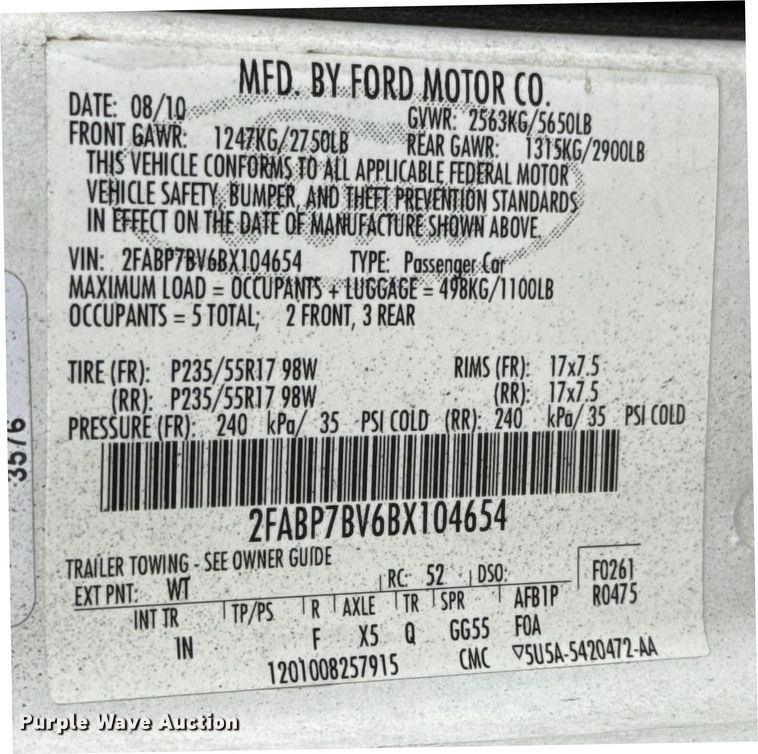 MFD. BY FORD MOTOR CO.
DATE: 08/10 GVWR: 2563KG/5650LB
FRONT GAWR: 1247KG/2750LB REAR GAWR: 1315KG/2900LB
THIS VEHICLE CONFORMS TO ALL APPLICABLE FEDERAL MOTOR
VEHICLE SAFETY, BUMPER, AND THEFT PREVENTION STANDARDS
IN EFFECT ON THE DATE OF MANUFACTURE SHOWN ABOVE.
VIN: 2FABP7BV6BX104654 TYPE: Passenger Car
MAXIMUM LOAD = OCCUPANTS + LUGGAGE = 498KG/1100LB
OCCUPANTS = 5 TOTAL; 2 FRONT, 3 REAR
TIRE (FR): P235/55R17 98W RIMS (FR): 17x7.5
(RR): P235/55R17 98W (RR): 17x7.5
PRESSURE (FR): 240 kPa/ 35 PSI COLD (RR): 240 kPa/ 35 PSI COLD
2FABP7BV6BX104654
TRAILER TOWING - SEE OWNER GUIDE
EXT PNT: WT RC: 52 DSO: F0261
INT TR TP/PS R AXLE TR SPR AFB1P R0475
IN F X5 Q GG55 FOA
1201008257915 CMC ▽5U5A-5420472-AA
3576
Purple Wave Auction